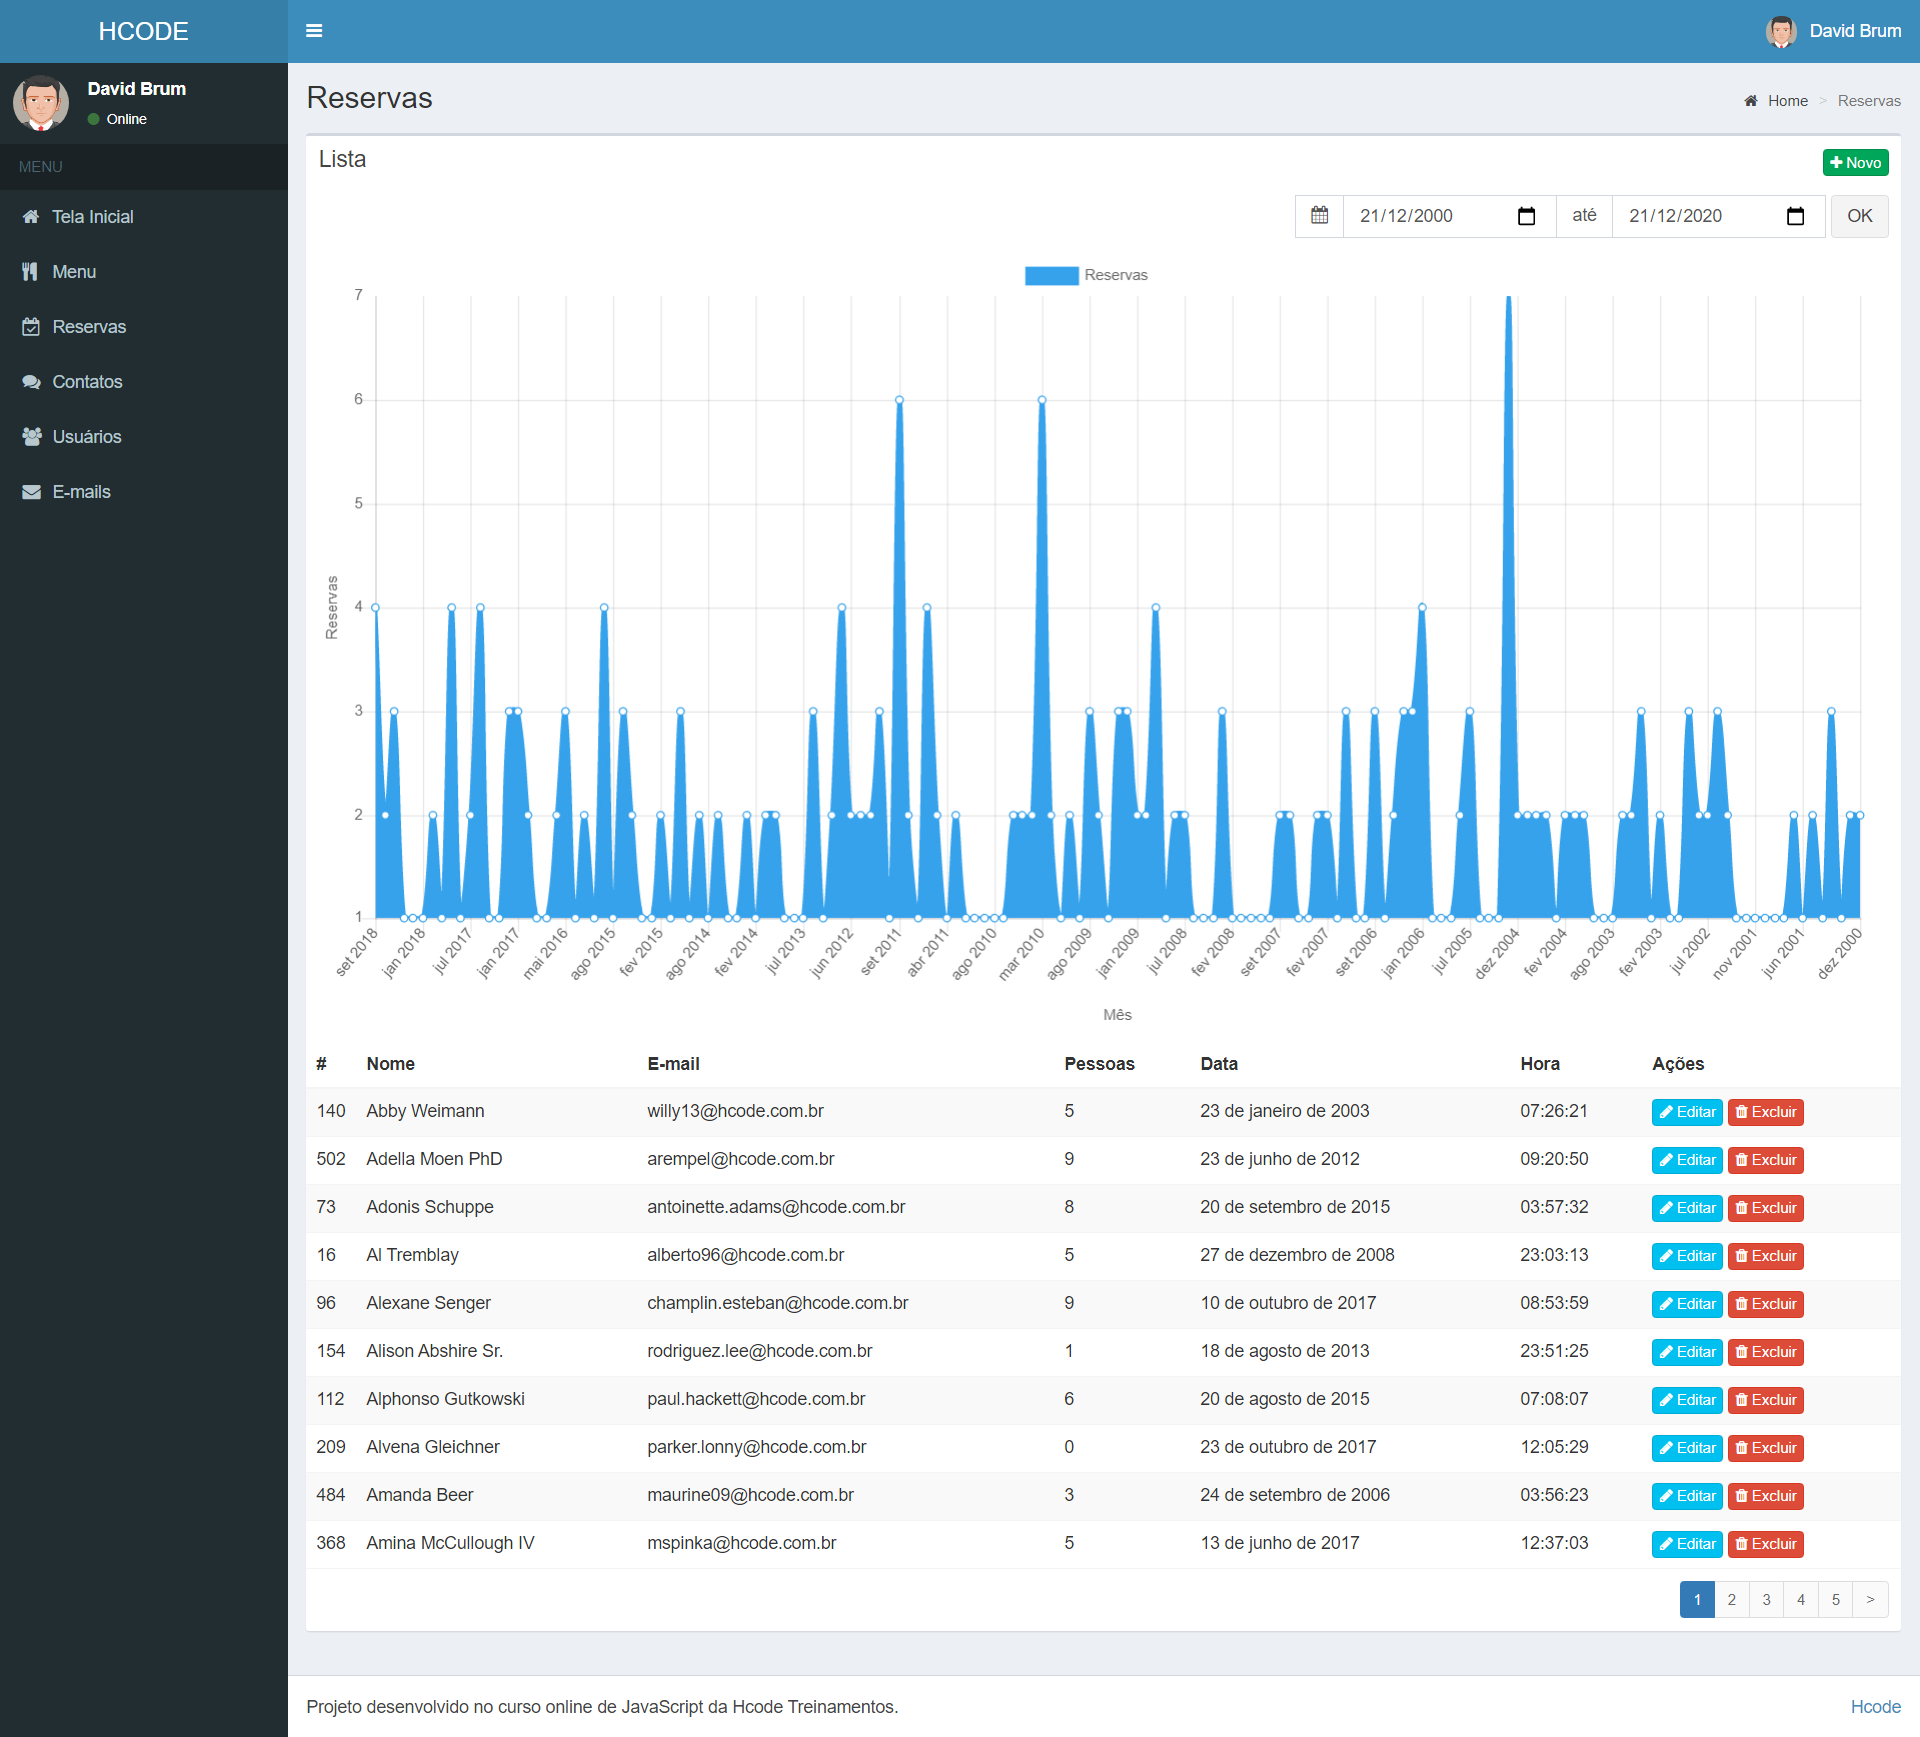 HCODE
David Brum
David Brum
Online
MENU
Tela Inicial
Menu
Reservas
Contatos
Usuários
E-mails
Reservas
Home > Reservas
Lista
Novo
21/12/2000 até 21/12/2020 OK
Reservas
7
6
5
4
3
2
1
Reservas
set 2018 jan 2018 jul 2017 jan 2017 mai 2016 ago 2015 fev 2015 ago 2014 fev 2014 jul 2013 jun 2012 set 2011 abr 2011 ago 2010 mar 2010 ago 2009 jan 2009 jul 2008 fev 2008 set 2007 fev 2007 set 2006 jan 2006 jul 2005 dez 2004 fev 2004 ago 2003 fev 2003 jul 2002 nov 2001 jun 2001 dez 2000
Mês
# Nome E-mail Pessoas Data Hora Ações
140 Abby Weimann willy13@hcode.com.br 5 23 de janeiro de 2003 07:26:21 Editar Excluir
502 Adella Moen PhD arempel@hcode.com.br 9 23 de junho de 2012 09:20:50 Editar Excluir
73 Adonis Schuppe antoinette.adams@hcode.com.br 8 20 de setembro de 2015 03:57:32 Editar Excluir
16 Al Tremblay alberto96@hcode.com.br 5 27 de dezembro de 2008 23:03:13 Editar Excluir
96 Alexane Senger champlin.esteban@hcode.com.br 9 10 de outubro de 2017 08:53:59 Editar Excluir
154 Alison Abshire Sr. rodriguez.lee@hcode.com.br 1 18 de agosto de 2013 23:51:25 Editar Excluir
112 Alphonso Gutkowski paul.hackett@hcode.com.br 6 20 de agosto de 2015 07:08:07 Editar Excluir
209 Alvena Gleichner parker.lonny@hcode.com.br 0 23 de outubro de 2017 12:05:29 Editar Excluir
484 Amanda Beer maurine09@hcode.com.br 3 24 de setembro de 2006 03:56:23 Editar Excluir
368 Amina McCullough IV mspinka@hcode.com.br 5 13 de junho de 2017 12:37:03 Editar Excluir
1 2 3 4 5 >
Projeto desenvolvido no curso online de JavaScript da Hcode Treinamentos.
Hcode